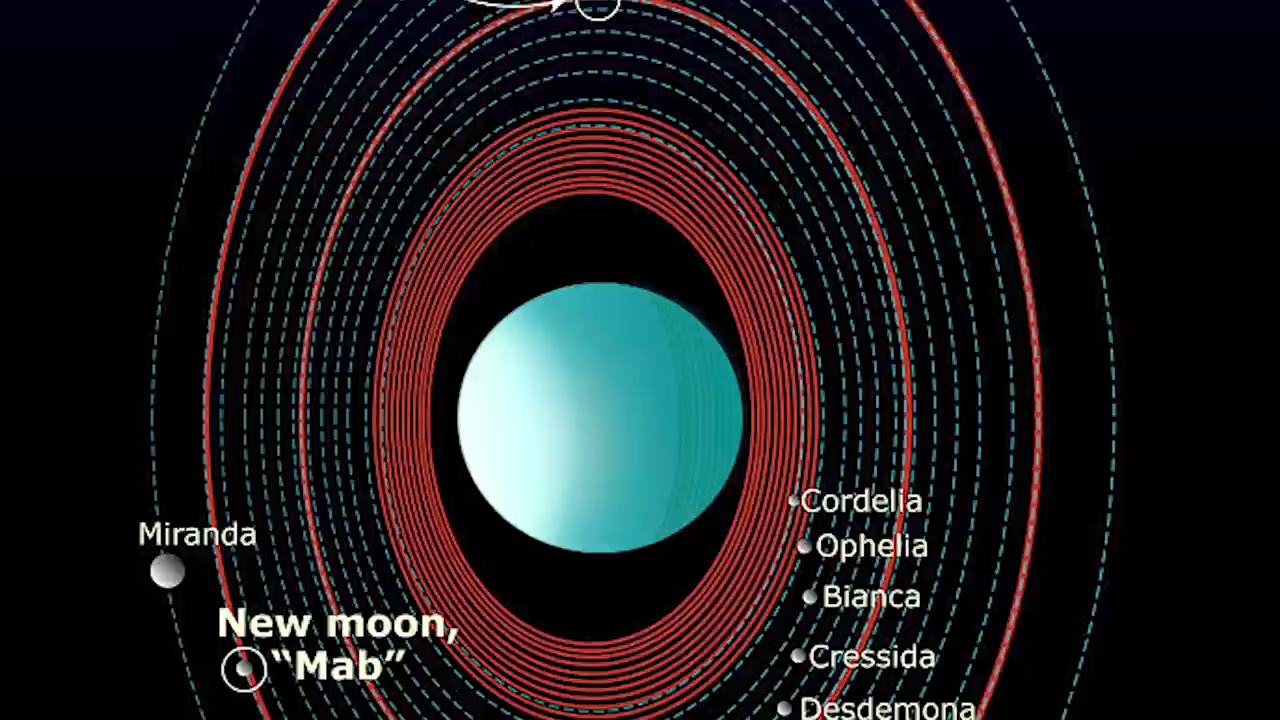 Cordelia
Miranda
Ophelia
Bianca
New moon,
“Mab”
Cressida
Desdemona